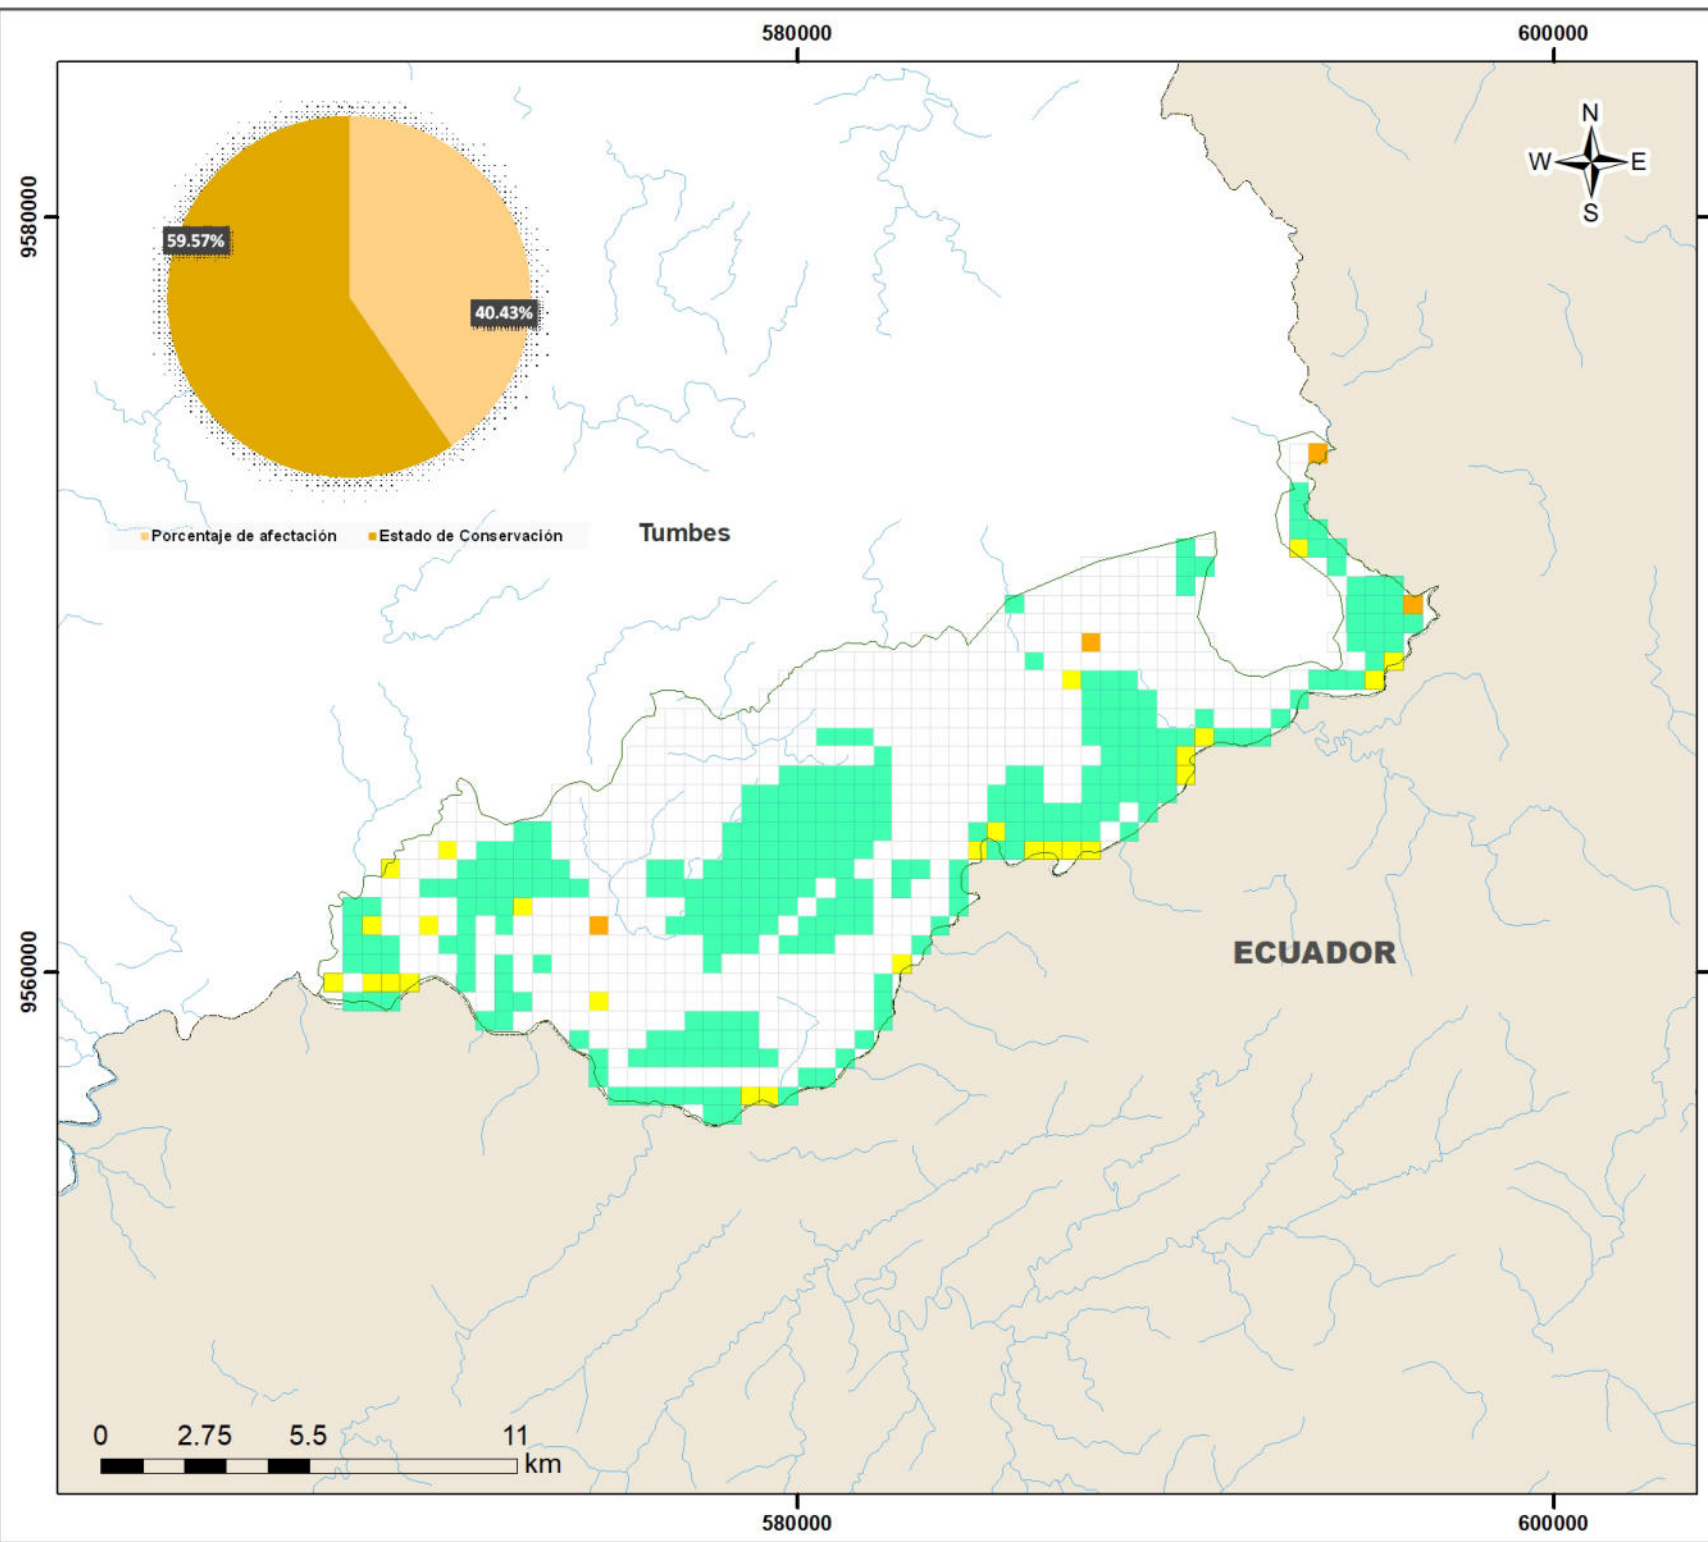 580000 600000
N
W E
S
9580000
59.57%
40.43%
Porcentaje de afectación Estado de Conservación
Tumbes
ECUADOR
9560000
0 2.75 5.5 11
km
580000 600000